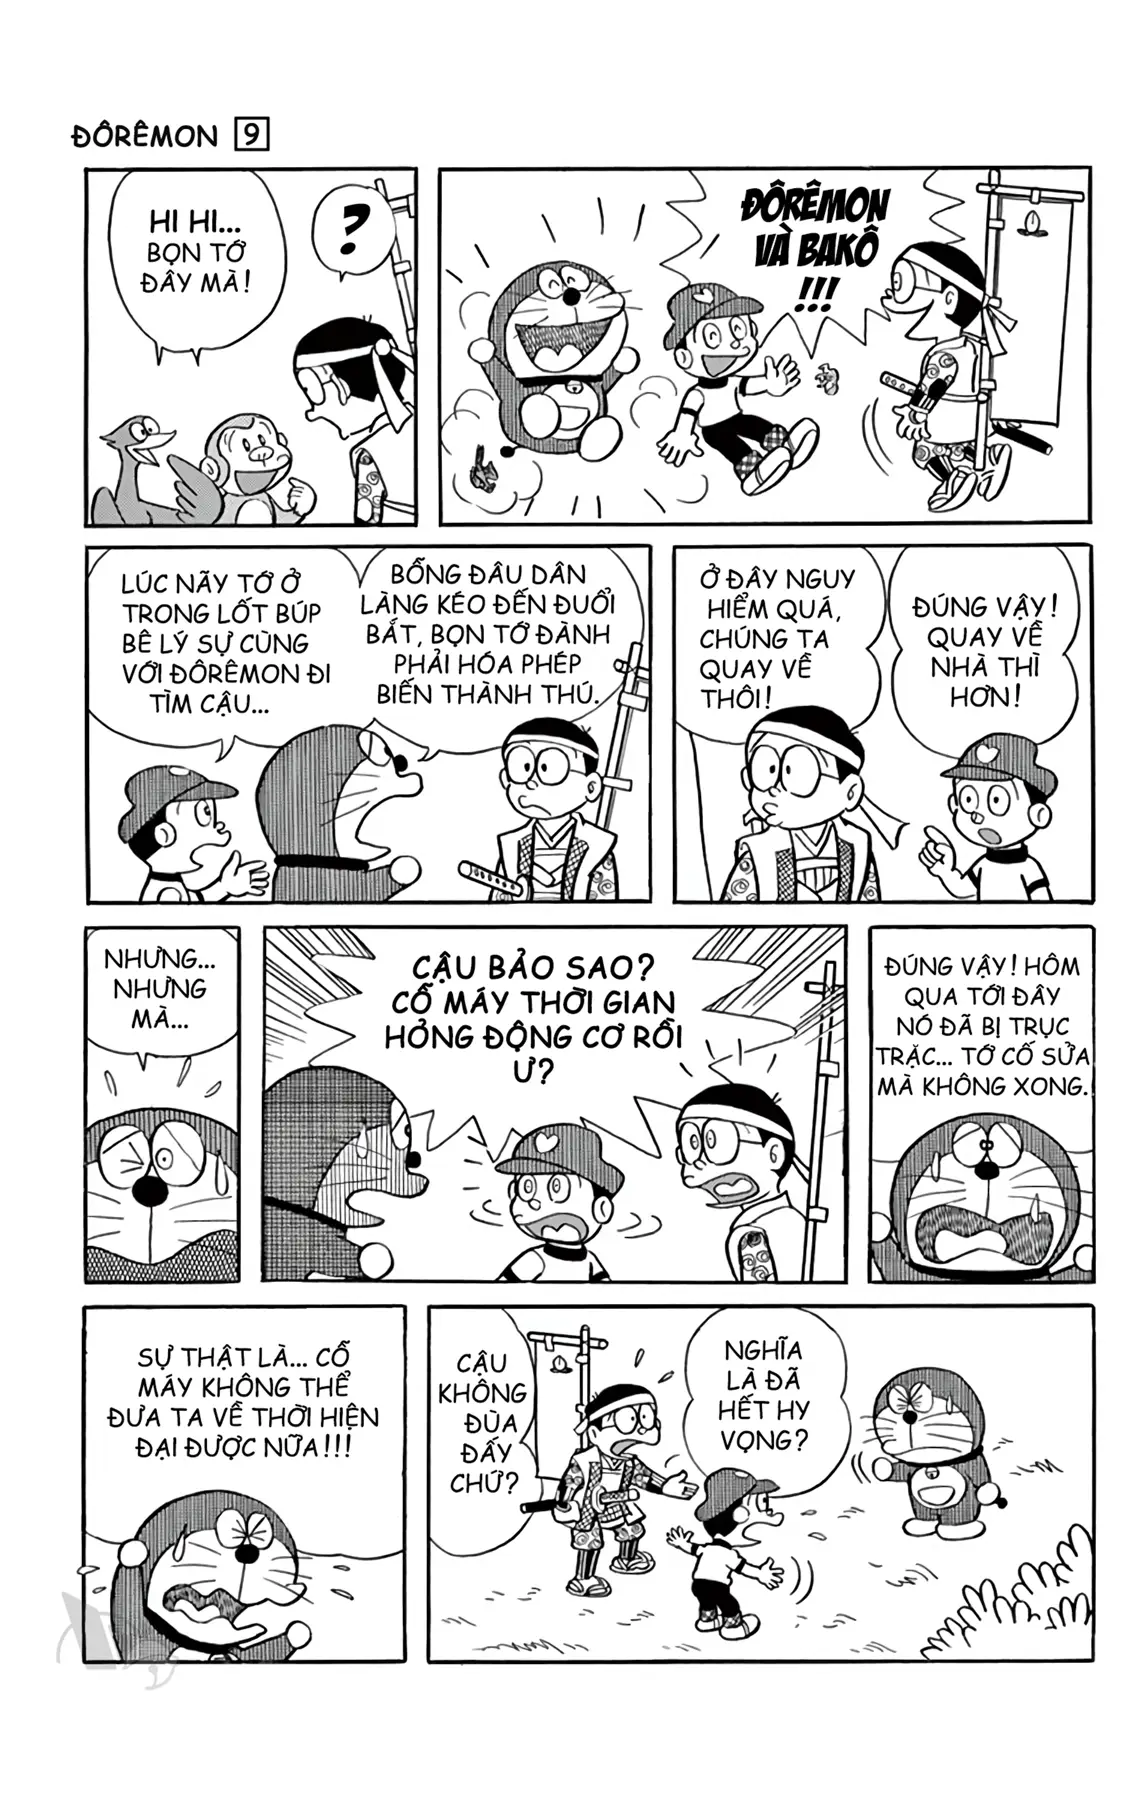 ĐÔRÊMON 9
HI HI...
BỌN TỚ
ĐÂY MÀ!
?
ĐÔRÊMON
VÀ BAKÔ
!!!
LÚC NÃY TỚ Ở
TRONG LỐT BÚP
BÊ LÝ SỰ CÙNG
VỚI ĐÔRÊMON ĐI
TÌM CẬU...
BỖNG ĐÂU DÂN
LÀNG KÉO ĐẾN ĐUỔI
BẮT, BỌN TỚ ĐÀNH
PHẢI HÓA PHÉP
BIẾN THÀNH THÚ.
Ở ĐÂY NGUY
HIỂM QUÁ,
CHÚNG TA
QUAY VỀ
THÔI!
ĐÚNG VẬY!
QUAY VỀ
NHÀ THÌ
HƠN!
NHƯNG...
NHƯNG
MÀ...
CẬU BẢO SAO?
CỖ MÁY THỜI GIAN
HỎNG ĐỘNG CƠ RỒI
Ư?
ĐÚNG VẬY! HÔM
QUA TỚI ĐÂY
NÓ ĐÃ BỊ TRỤC
TRẶC... TỚ CỐ SỬA
MÀ KHÔNG XONG.
SỰ THẬT LÀ... CỖ
MÁY KHÔNG THỂ
ĐƯA TA VỀ THỜI HIỆN
ĐẠI ĐƯỢC NỮA!!!
CẬU
KHÔNG
ĐÙA
ĐẤY
CHỨ?
NGHĨA
LÀ ĐÃ
HẾT HY
VỌNG?